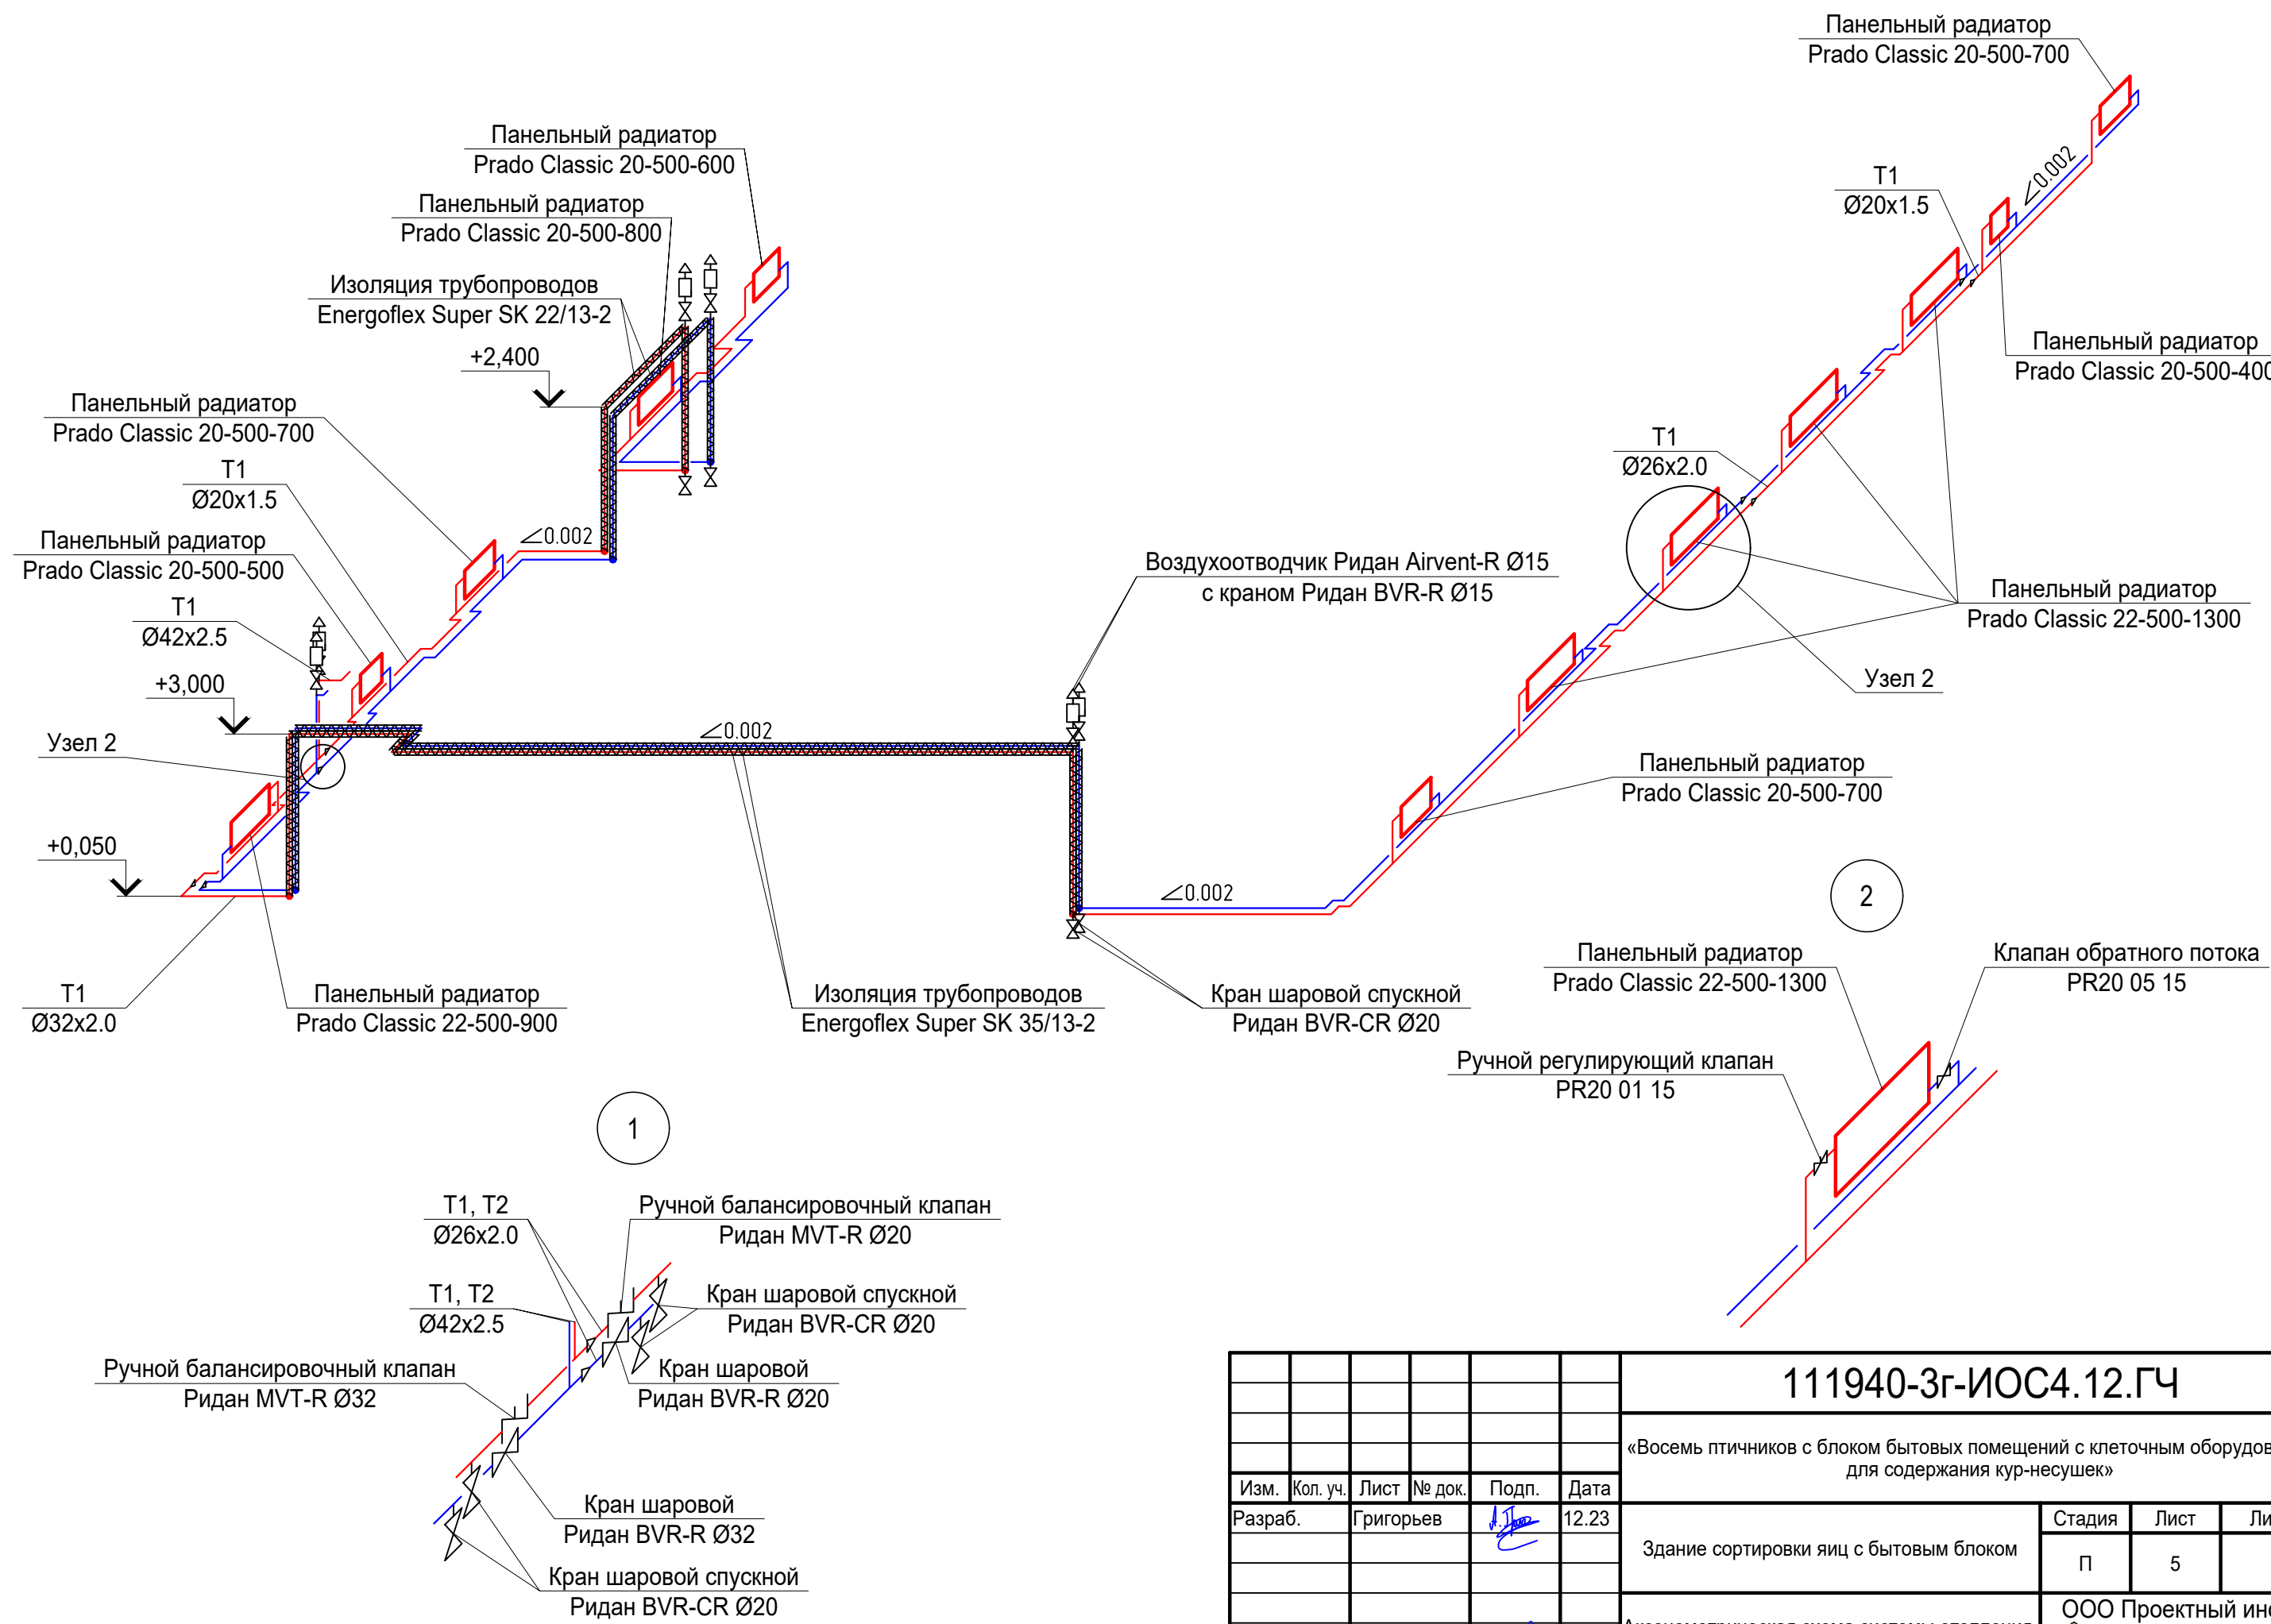 Панельный радиатор
Prado Classic 20-500-700
Панельный радиатор
Prado Classic 20-500-600
Панельный радиатор
Prado Classic 20-500-800
Изоляция трубопроводов
Energoflex Super SK 22/13-2
+2,400
Панельный радиатор
Prado Classic 20-500-700
T1
Ø20x1.5
Панельный радиатор
Prado Classic 20-500-500
T1
Ø42x2.5
+3,000
Узел 2
+0,050
T1
Ø32x2.0
Панельный радиатор
Prado Classic 22-500-900
∠0.002
∠0.002
Изоляция трубопроводов
Energoflex Super SK 35/13-2
Воздухоотводчик Ридан Airvent-R Ø15
с краном Ридан BVR-R Ø15
∠0.002
Кран шаровой спускной
Ридан BVR-CR Ø20
T1
Ø20x1.5
∠0.002
Панельный радиатор
Prado Classic 20-500-400
T1
Ø26x2.0
Панельный радиатор
Prado Classic 22-500-1300
Узел 2
Панельный радиатор
Prado Classic 20-500-700
2
Панельный радиатор
Prado Classic 22-500-1300
Клапан обратного потока
PR20 05 15
Ручной регулирующий клапан
PR20 01 15
1
T1, T2
Ø26x2.0
Ручной балансировочный клапан
Ридан MVT-R Ø20
T1, T2
Ø42x2.5
Кран шаровой спускной
Ридан BVR-CR Ø20
Ручной балансировочный клапан
Ридан MVT-R Ø32
Кран шаровой
Ридан BVR-R Ø20
Кран шаровой
Ридан BVR-R Ø32
Кран шаровой спускной
Ридан BVR-CR Ø20
111940-3г-ИОС4.12.ГЧ
«Восемь птичников с блоком бытовых помещений с клеточным
для содержания кур-несушек»
Изм. Кол. уч. Лист № док. Подп. Дата
Разраб. Григорьев 12.23
Здание сортировки яиц с бытовым блоком
Стадия Лист
П 5
Аксонометрическая схема системы отопления
ООО Проектный